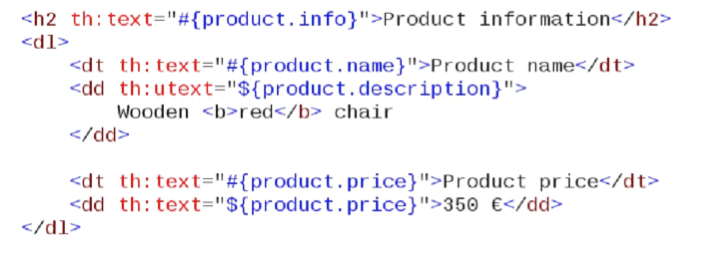 <h2 th:text="#{product.info}">Product information</h2>
<dl>
<dt th:text="#{product.name}">Product name</dt>
<dd th:utext="${product.description}">
Wooden <b>red</b> chair
</dd>
<dt th:text="#{product.price}">Product price</dt>
<dd th:text="${product.price}">350 €</dd>
</dl>